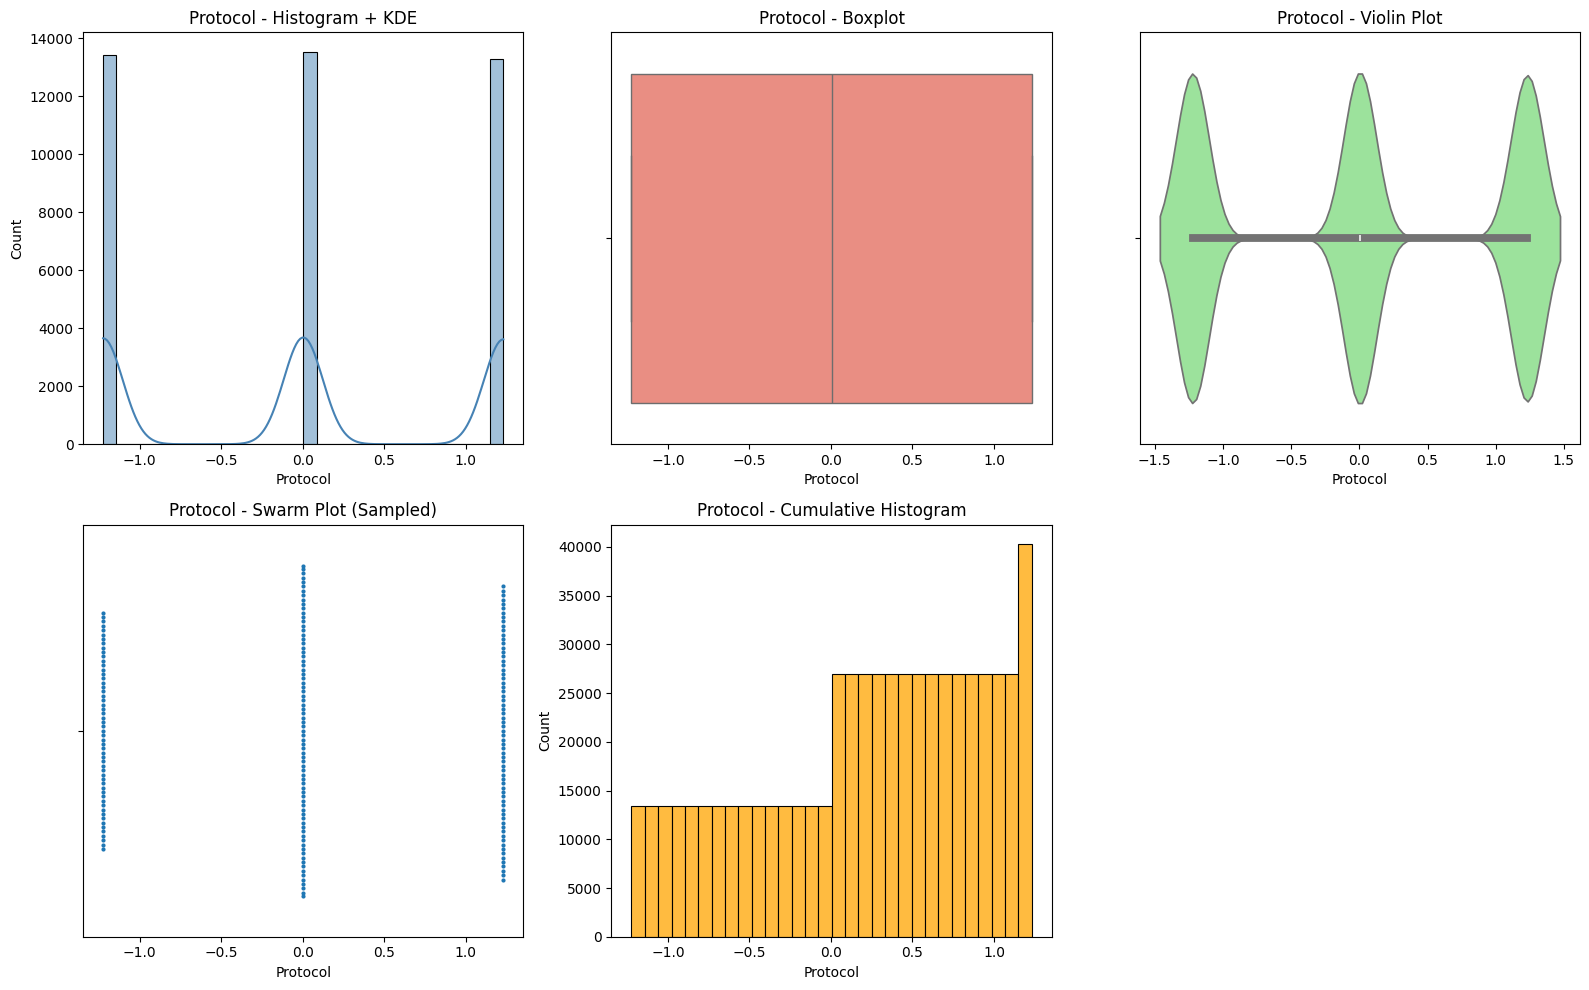 Protocol - Histogram + KDE
14000
12000
10000
8000
6000
4000
2000
0
Count
−1.0 −0.5 0.0 0.5 1.0
Protocol
Protocol - Boxplot
−1.0 −0.5 0.0 0.5 1.0
Protocol
Protocol - Violin Plot
−1.5 −1.0 −0.5 0.0 0.5 1.0 1.5
Protocol
Protocol - Swarm Plot (Sampled)
−1.0 −0.5 0.0 0.5 1.0
Protocol
Protocol - Cumulative Histogram
40000
35000
30000
25000
20000
15000
10000
5000
0
Count
−1.0 −0.5 0.0 0.5 1.0
Protocol